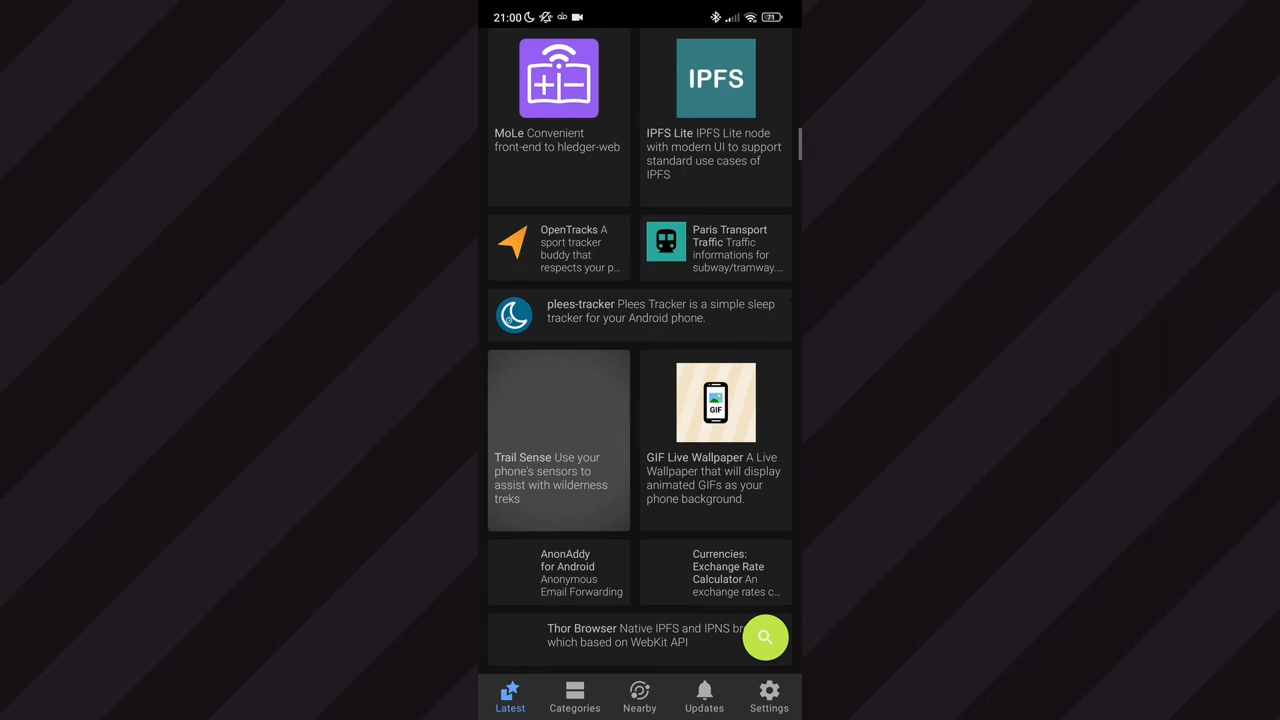 21:00
73
IPFS
MoLe Convenient
front-end to hledger-web
IPFS Lite IPFS Lite node
with modern UI to support
standard use cases of
IPFS
OpenTracks A
sport tracker
buddy that
respects your p...
Paris Transport
Traffic Traffic
informations for
subway/tramway....
plees-tracker Plees Tracker is a simple sleep
tracker for your Android phone.
GIF
Trail Sense Use your
phone's sensors to
assist with wilderness
treks
GIF Live Wallpaper A Live
Wallpaper that will display
animated GIFs as your
phone background.
AnonAddy
for Android
Anonymous
Email Forwarding
Currencies:
Exchange Rate
Calculator An
exchange rates c...
Thor Browser Native IPFS and IPNS br
which based on WebKit API
Latest
Categories
Nearby
Updates
Settings